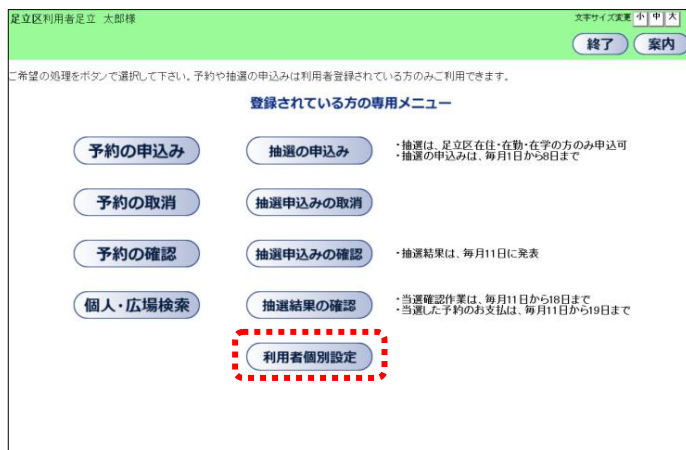 足立区利用者足立 太郎様
文字サイズ変更 小 中 大
終了 案内
ご希望の処理をボタンで選択して下さい。予約や抽選の申込みは利用者登録されている方のみご利用できます。
登録されている方の専用メニュー
予約の申込み 抽選の申込み ・抽選は、足立区在住・在勤・在学の方のみ申込可
・抽選の申込みは、毎月1日から8日まで
予約の取消 抽選申込みの取消
予約の確認 抽選申込みの確認 ・抽選結果は、毎月11日に発表
個人・広場検索 抽選結果の確認 ・当選確認作業は、毎月11日から18日まで
・当選した予約のお支払は、毎月11日から19日まで
利用者個別設定